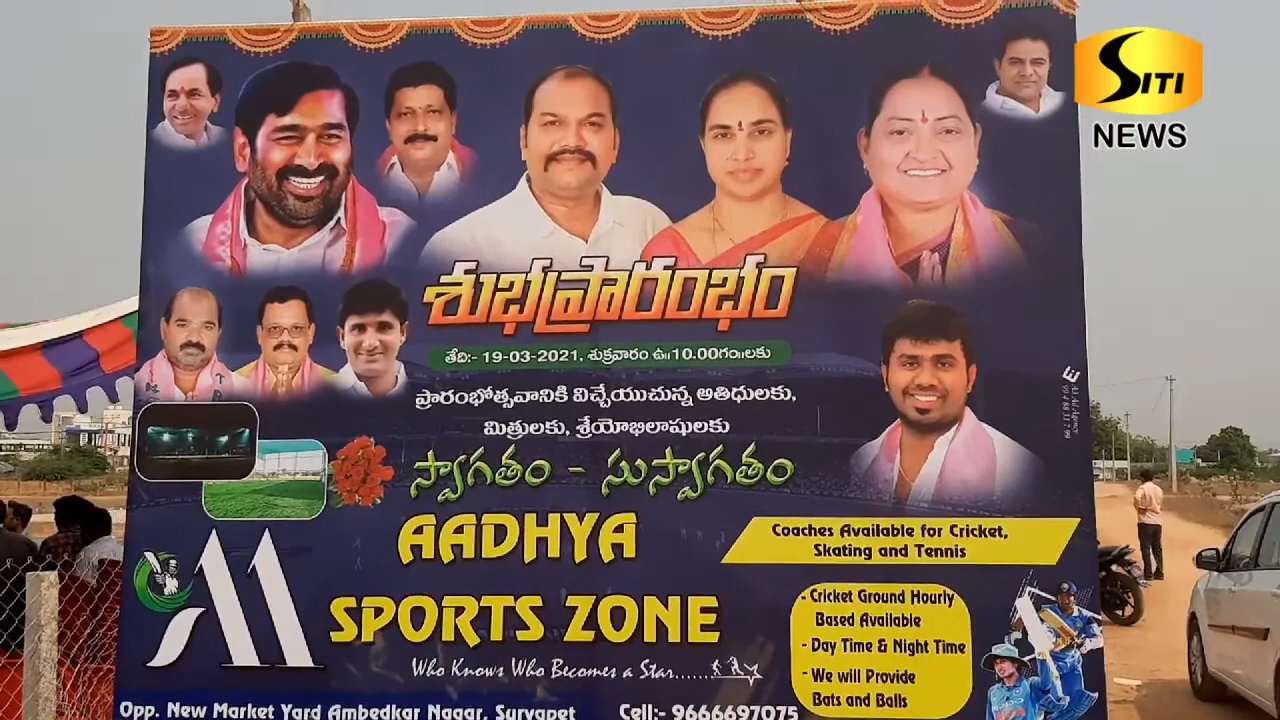 SITI
NEWS
శుభప్రారంభం
తేది:- 19-03-2021, శుక్రవారం ఉ॥10.00గం॥లకు
ప్రారంభోత్సవానికి విచ్చేయుచున్న అతిధులకు,
మిత్రులకు, శ్రేయోభిలాషులకు
స్వాగతం - సుస్వాగతం
AADHYA
SPORTS ZONE
Who Knows Who Becomes a Star.......
Coaches Available for Cricket,
Skating and Tennis
- Cricket Ground Hourly
Based Available
- Day Time & Night Time
- We will Provide
Bats and Balls
Opp. New Market Yard Ambedkar Nagar, Suryapet Cell:- 9666697075